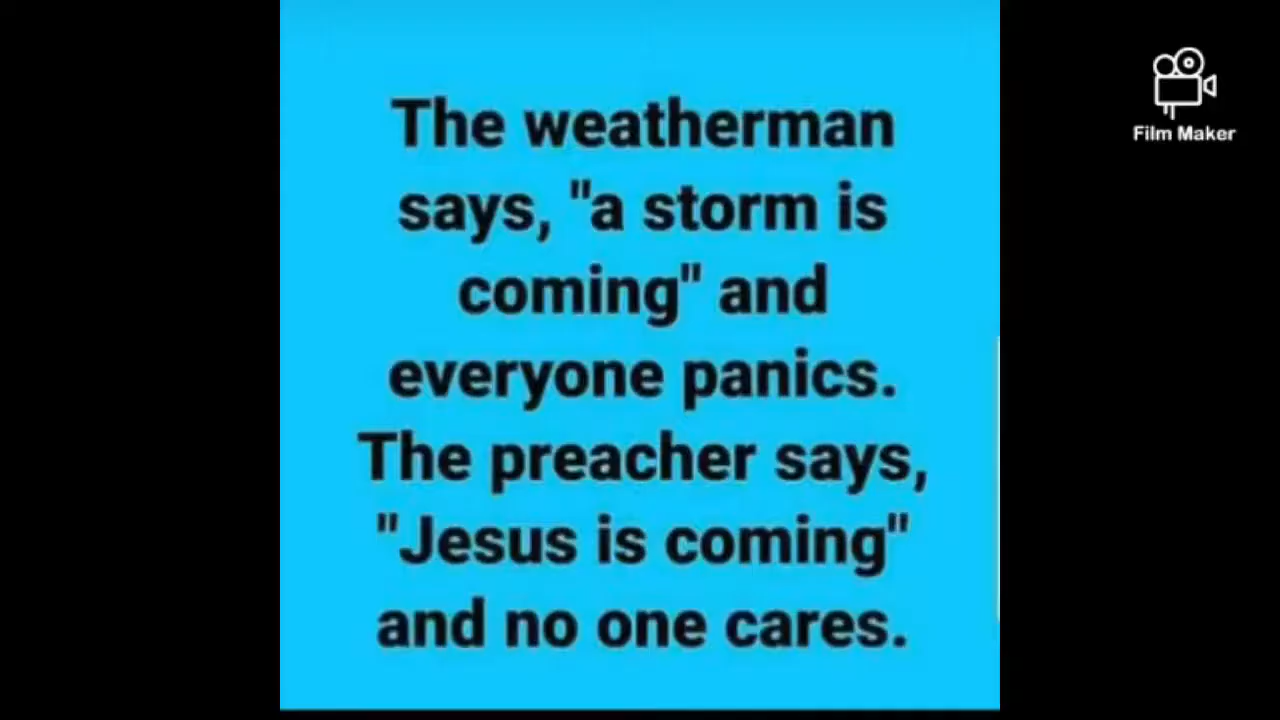 The weatherman
says, "a storm is
coming" and
everyone panics.
The preacher says,
"Jesus is coming"
and no one cares.
Film Maker